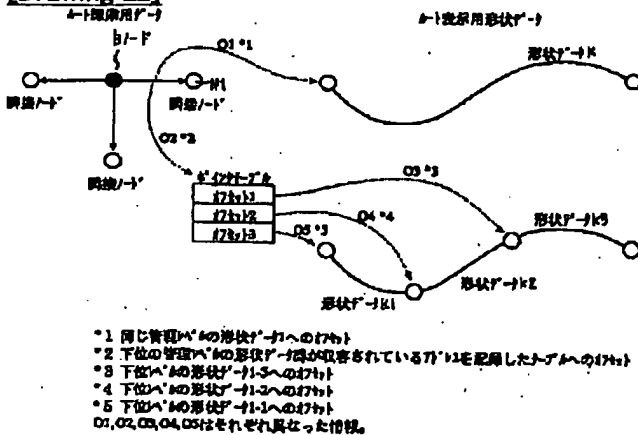 ルート探索用データ
ルート表示用形状データ
自ノード
N1
隣接ノード
隣接ノード
隣接ノード
O1 *1
O2 *2
形状データK
ポインタテーブル
オフセット1
オフセット2
オフセット3
O3 *3
O4 *4
O5 *5
形状データK1
形状データK2
形状データK3
*1 同じ管理レベルの形状データへのオフセット
*2 下位の管理レベルの形状データ群が収容されているアドレスを記録したテーブルへのオフセット
*3 下位レベルの形状データ1-3へのオフセット
*4 下位レベルの形状データ1-2へのオフセット
*5 下位レベルの形状データ1-1へのオフセット
O1,O2,O3,O4,O5はそれぞれ異なった情報。